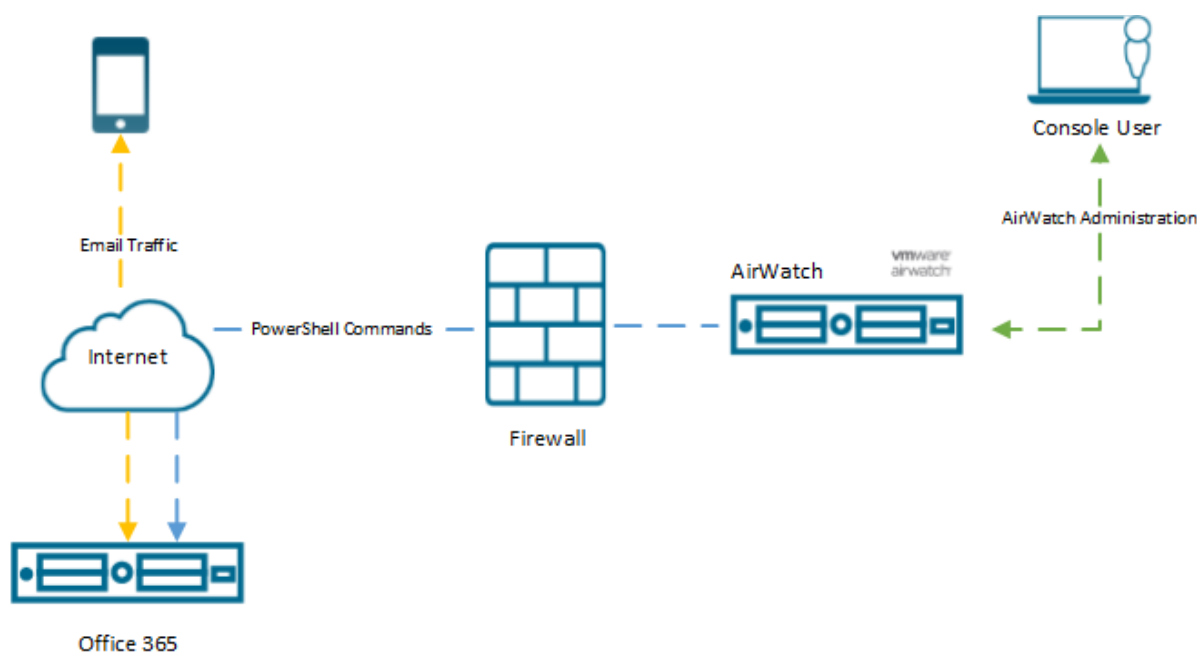 Console User
AirWatch Administration
Email Traffic
vmware
airwatch
AirWatch
PowerShell Commands
Internet
Firewall
Office 365